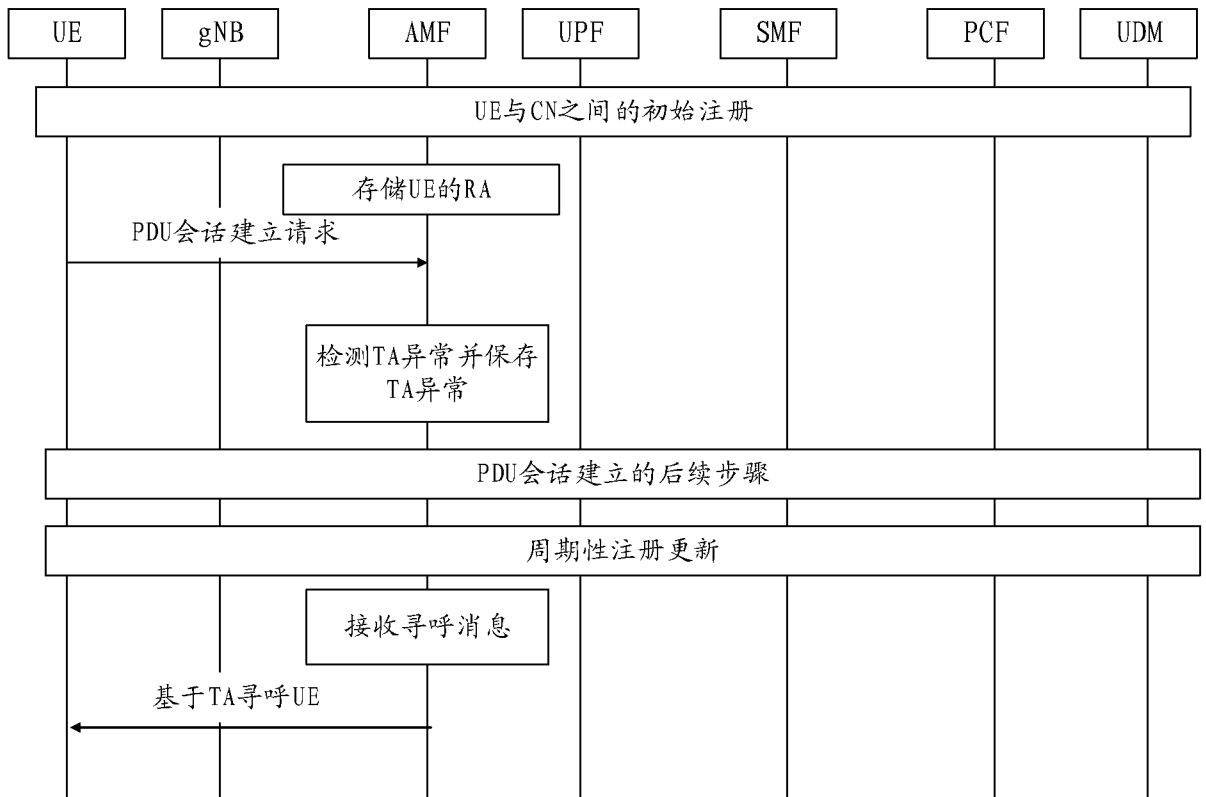 UE
gNB
AMF
UPF
SMF
PCF
UDM
UE与CN之间的初始注册
存储UE的RA
PDU会话建立请求
检测TA异常并保存
TA异常
PDU会话建立的后续步骤
周期性注册更新
接收寻呼消息
基于TA寻呼UE